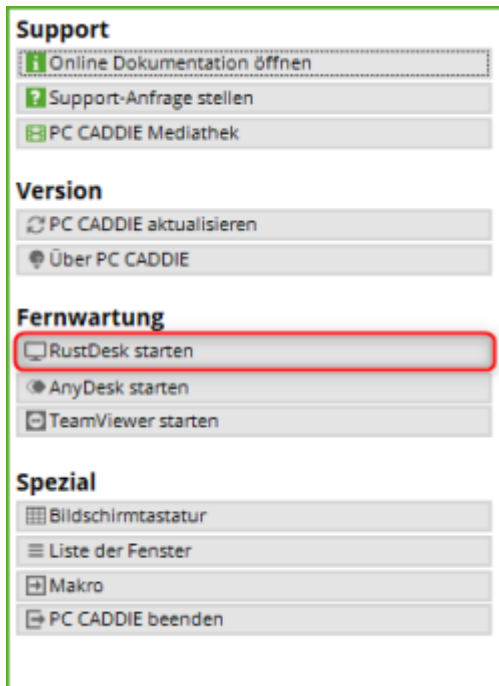 Support
Online Dokumentation öffnen
Support-Anfrage stellen
PC CADDIE Mediathek
Version
PC CADDIE aktualisieren
Über PC CADDIE
Fernwartung
RustDesk starten
AnyDesk starten
TeamViewer starten
Spezial
Bildschirmtastatur
Liste der Fenster
Makro
PC CADDIE beenden